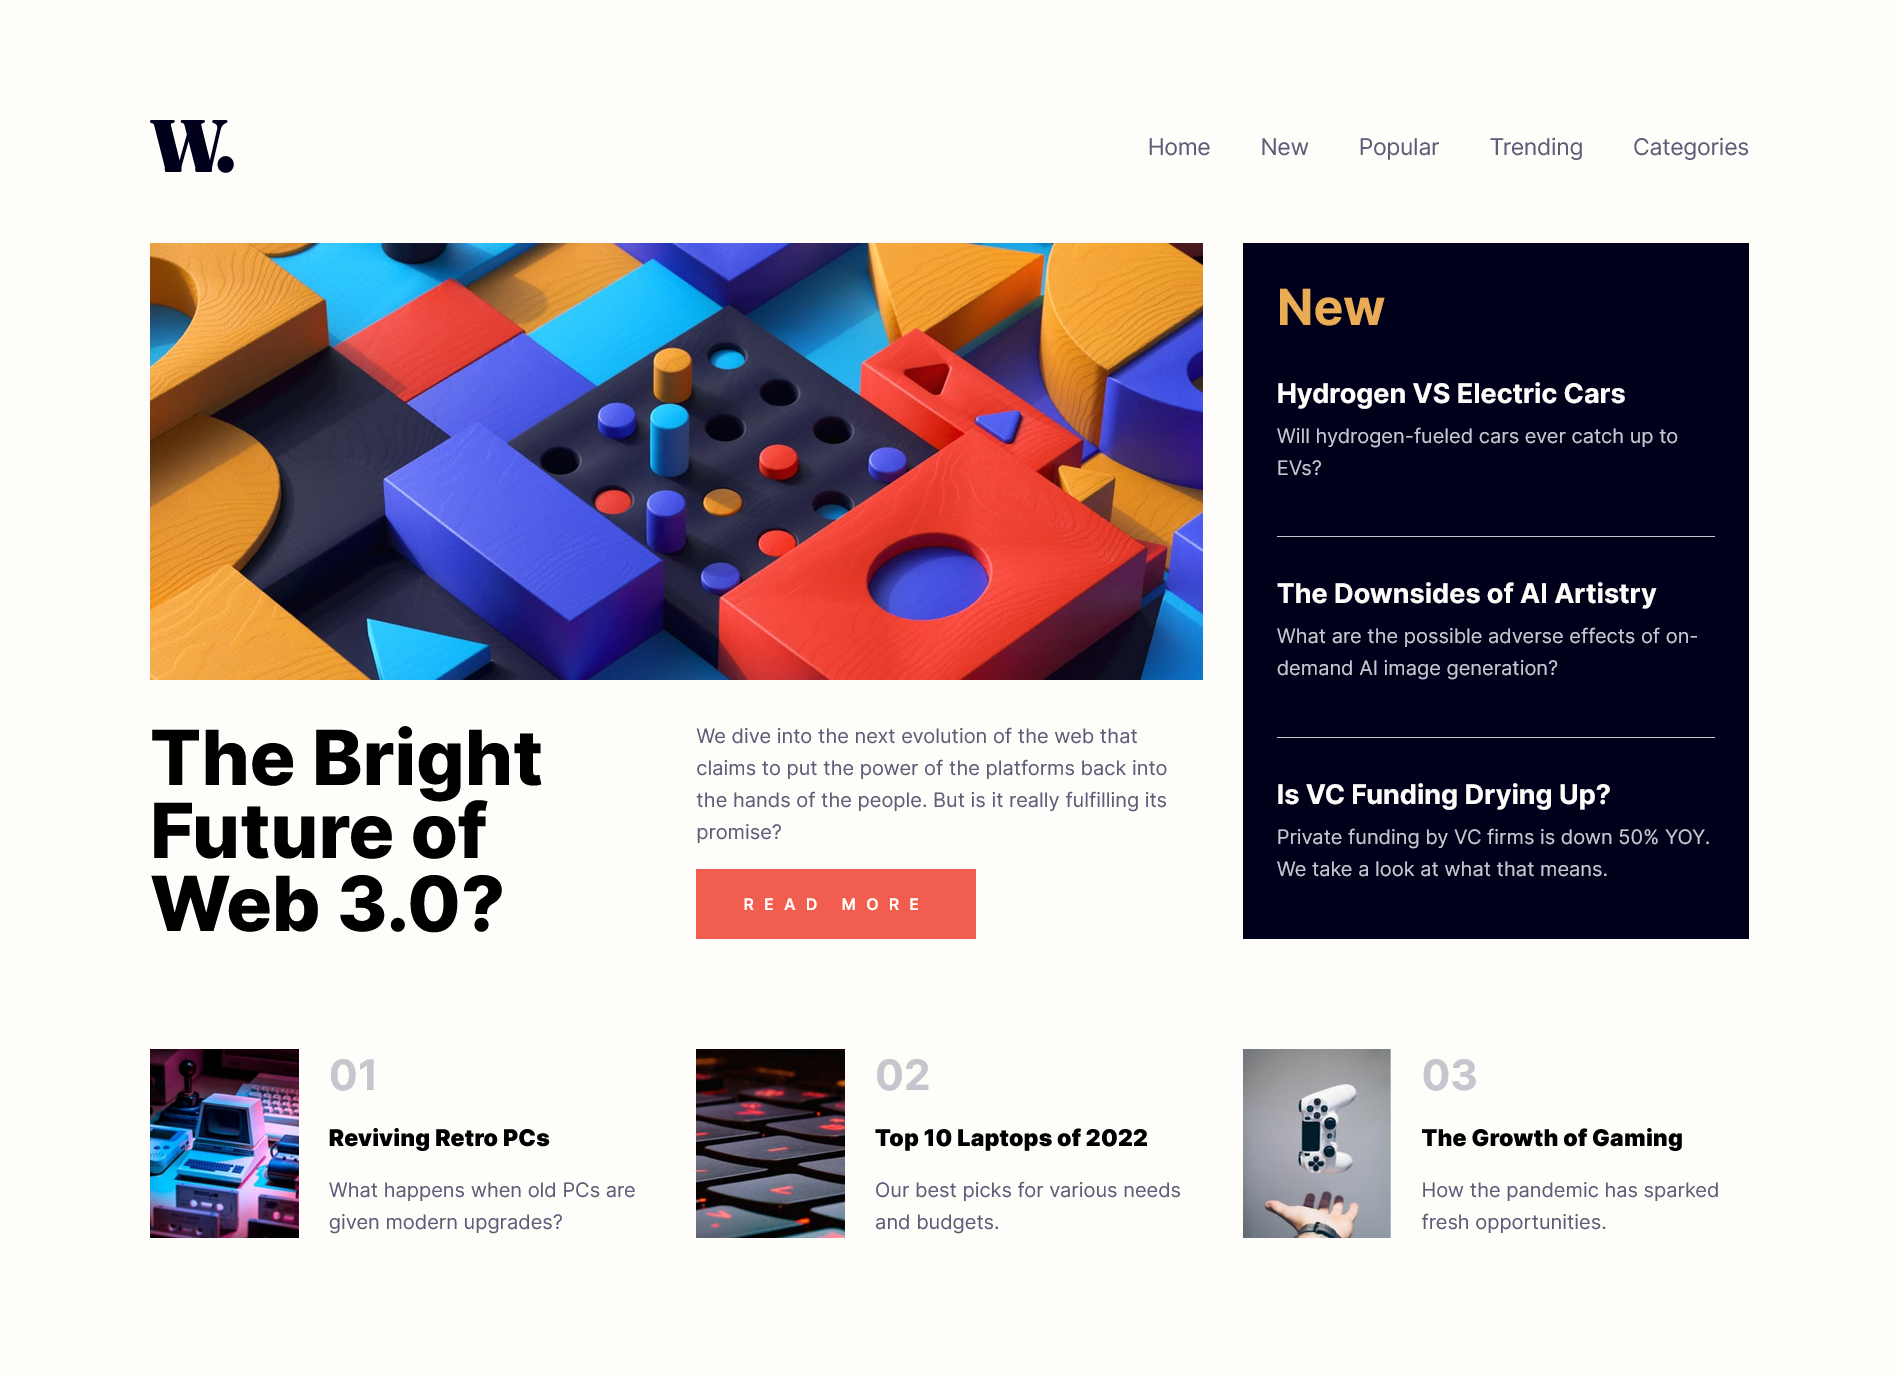 W.
Home New Popular Trending Categories
New
Hydrogen VS Electric Cars
Will hydrogen-fueled cars ever catch up to
EVs?
The Downsides of AI Artistry
What are the possible adverse effects of on-
demand AI image generation?
Is VC Funding Drying Up?
Private funding by VC firms is down 50% YOY.
We take a look at what that means.
The Bright
Future of
Web 3.0?
We dive into the next evolution of the web that
claims to put the power of the platforms back into
the hands of the people. But is it really fulfilling its
promise?
READ MORE
01
Reviving Retro PCs
What happens when old PCs are
given modern upgrades?
02
Top 10 Laptops of 2022
Our best picks for various needs
and budgets.
03
The Growth of Gaming
How the pandemic has sparked
fresh opportunities.